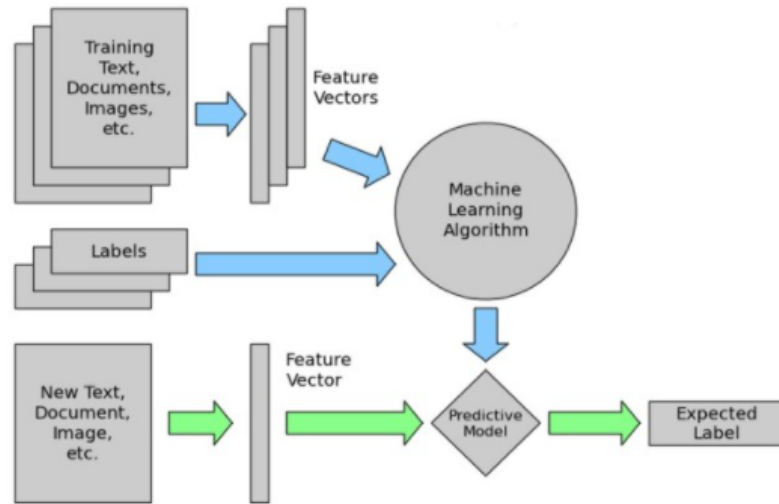 Training
Text,
Documents,
Images,
etc.
Feature
Vectors
Machine
Learning
Algorithm
Labels
New Text,
Document,
Image,
etc.
Feature
Vector
Predictive
Model
Expected
Label